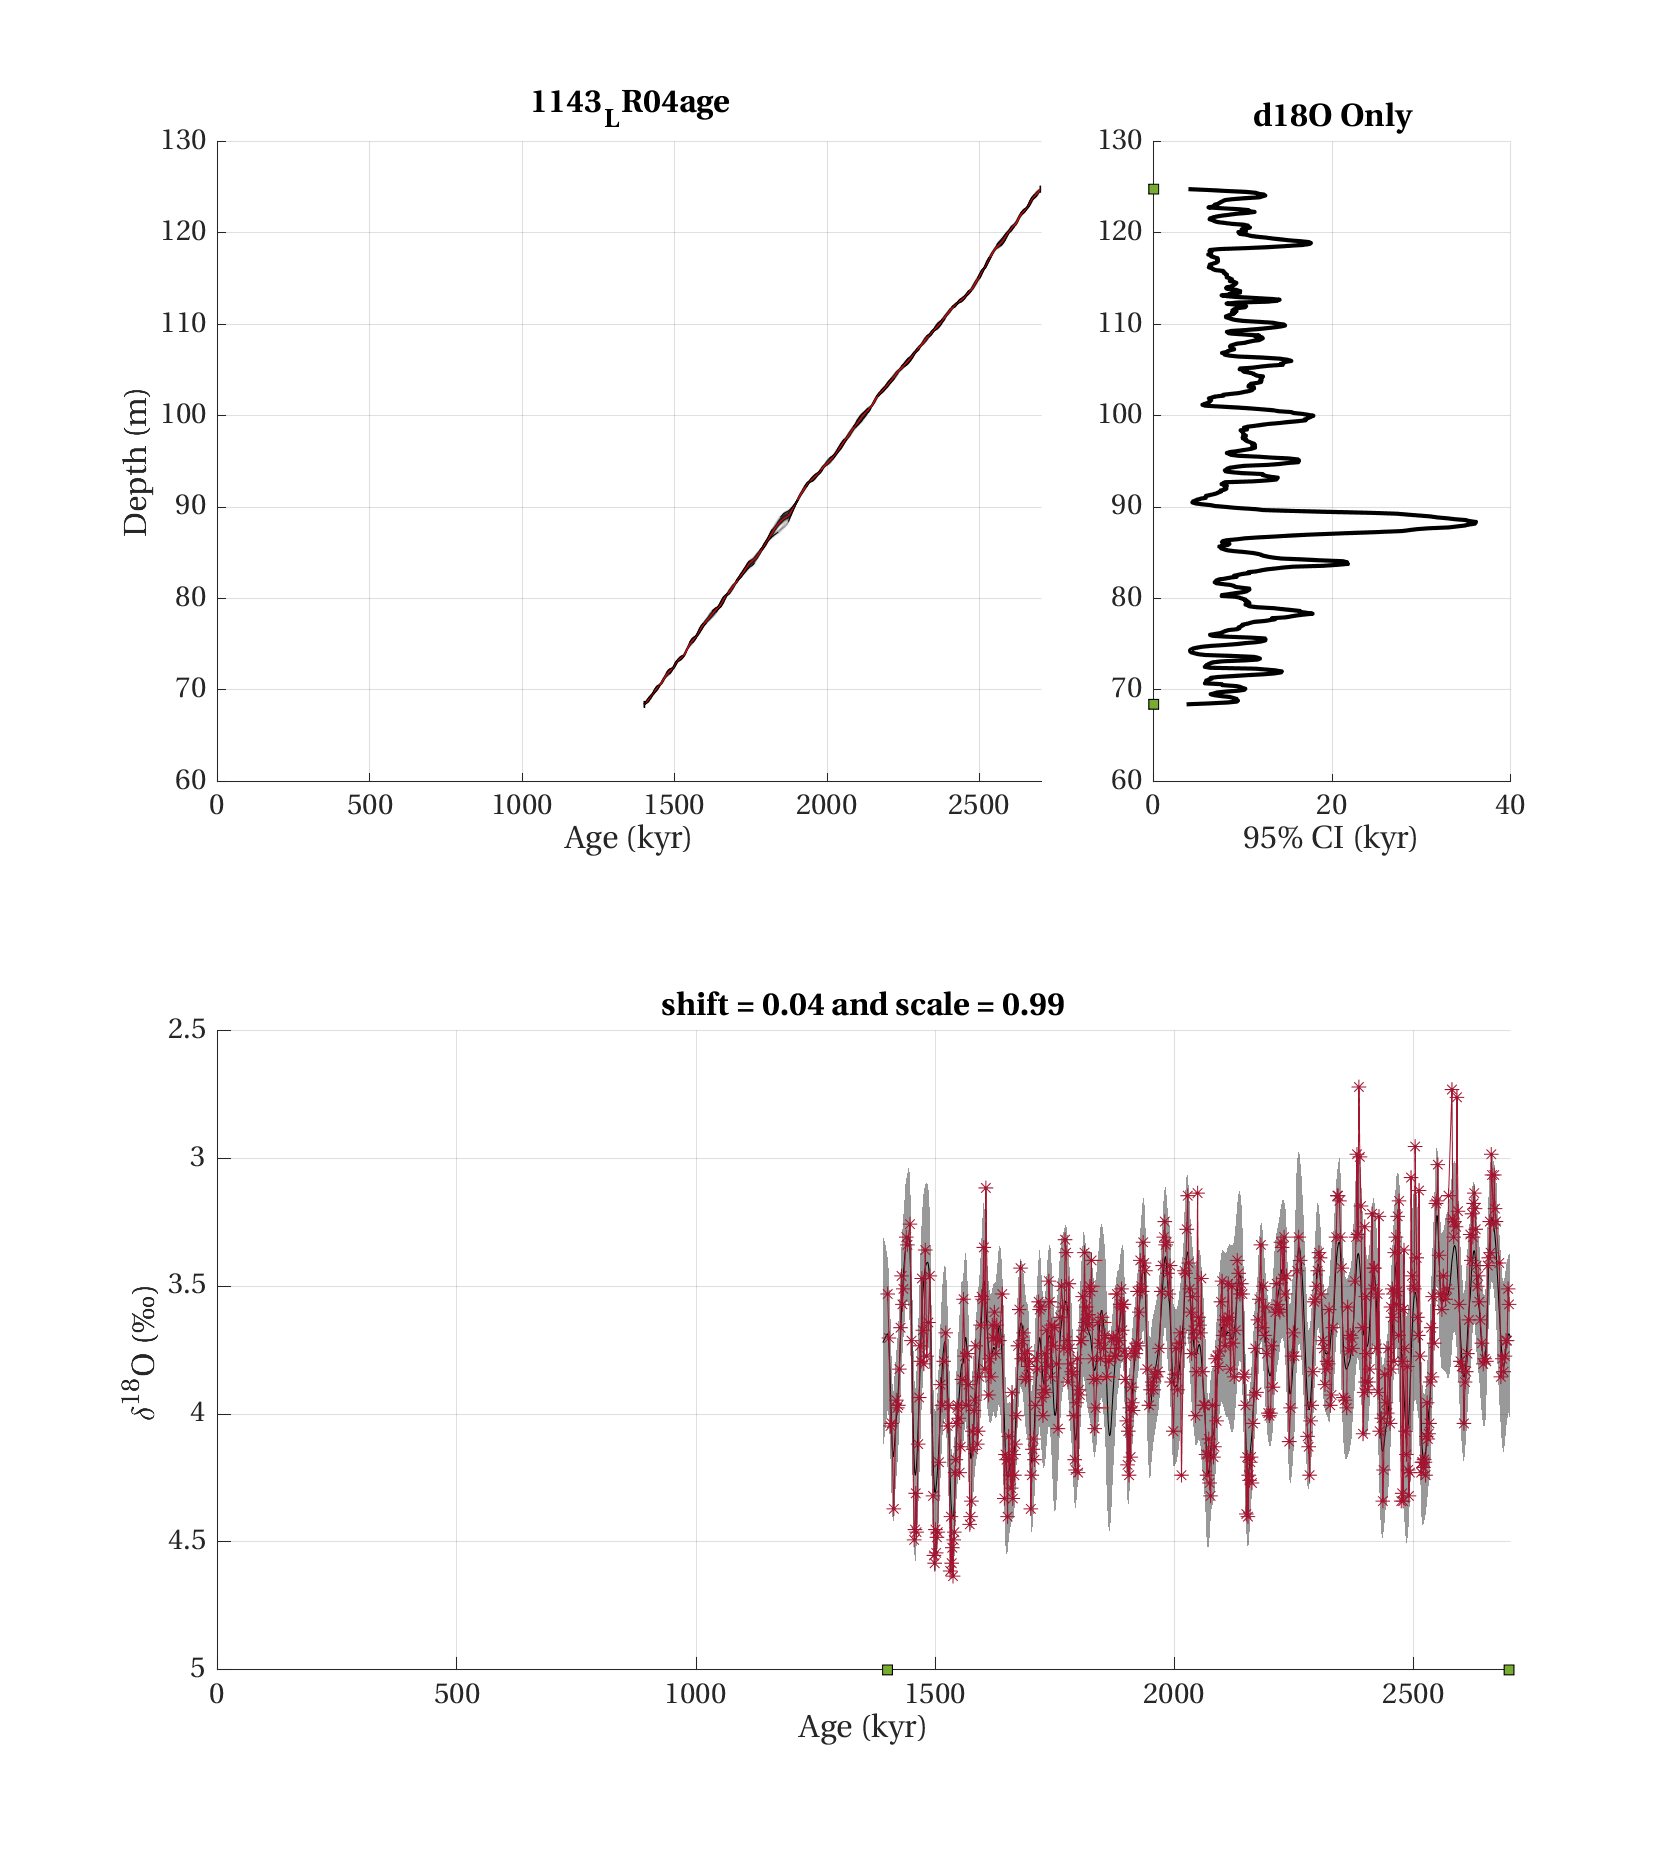 1143_LR04age
d18O Only
130
120
110
100
90
80
70
60
Depth (m)
0 500 1000 1500 2000 2500
Age (kyr)
130
120
110
100
90
80
70
60
0 20 40
95% CI (kyr)
shift = 0.04 and scale = 0.99
2.5
3
3.5
4
4.5
5
δ18O (‰)
0 500 1000 1500 2000 2500
Age (kyr)